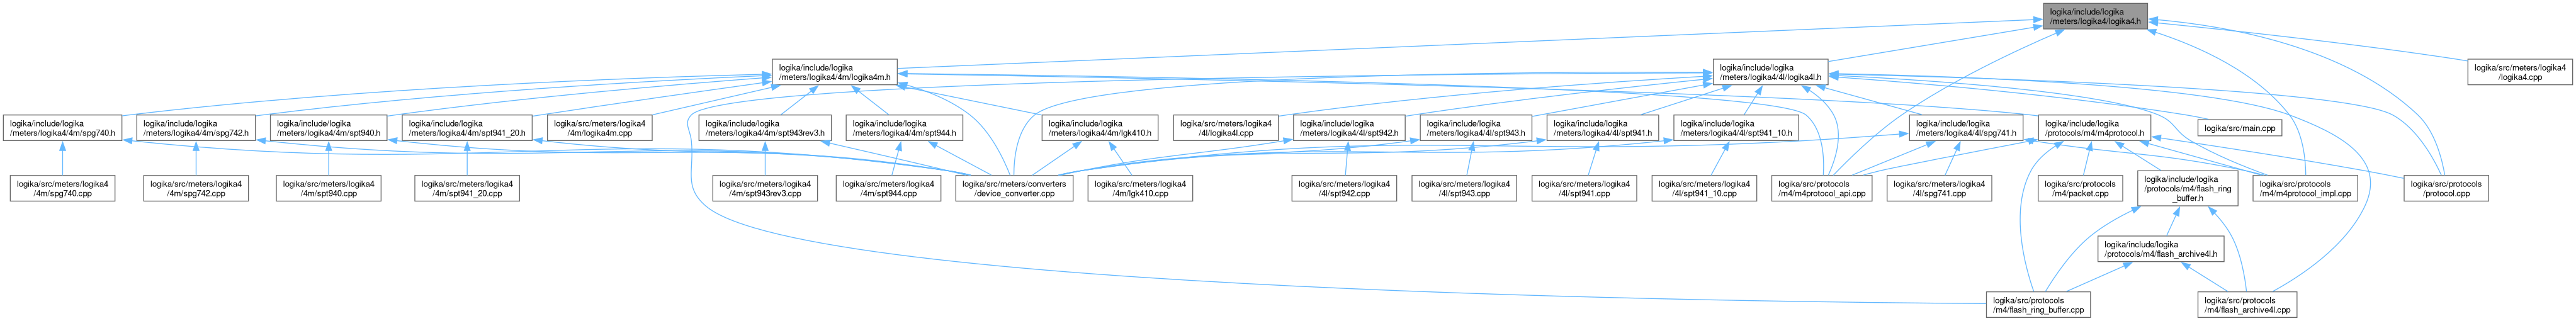 logika/include/logika
/meters/logika4/logika4.h
logika/include/logika
/meters/logika4/4m/logika4m.h
logika/include/logika
/meters/logika4/4l/logika4l.h
logika/src/meters/logika4
/logika4.cpp
logika/include/logika
/meters/logika4/4m/spg740.h
logika/include/logika
/meters/logika4/4m/spg742.h
logika/include/logika
/meters/logika4/4m/spt940.h
logika/include/logika
/meters/logika4/4m/spt941_20.h
logika/src/meters/logika4
/4m/logika4m.cpp
logika/include/logika
/meters/logika4/4m/spt943rev3.h
logika/include/logika
/meters/logika4/4m/spt944.h
logika/include/logika
/meters/logika4/4m/lgk410.h
logika/src/meters/logika4
/4l/logika4l.cpp
logika/include/logika
/meters/logika4/4l/spt942.h
logika/include/logika
/meters/logika4/4l/spt943.h
logika/include/logika
/meters/logika4/4l/spt941.h
logika/include/logika
/meters/logika4/4l/spt941_10.h
logika/include/logika
/meters/logika4/4l/spg741.h
logika/include/logika
/protocols/m4/m4protocol.h
logika/src/main.cpp
logika/src/meters/logika4
/4m/spg740.cpp
logika/src/meters/logika4
/4m/spg742.cpp
logika/src/meters/logika4
/4m/spt940.cpp
logika/src/meters/logika4
/4m/spt941_20.cpp
logika/src/meters/logika4
/4m/spt943rev3.cpp
logika/src/meters/logika4
/4m/spt944.cpp
logika/src/meters/converters
/device_converter.cpp
logika/src/meters/logika4
/4m/lgk410.cpp
logika/src/meters/logika4
/4l/spt942.cpp
logika/src/meters/logika4
/4l/spt943.cpp
logika/src/meters/logika4
/4l/spt941.cpp
logika/src/meters/logika4
/4l/spt941_10.cpp
logika/src/protocols
/m4/m4protocol_api.cpp
logika/src/meters/logika4
/4l/spg741.cpp
logika/src/protocols
/m4/packet.cpp
logika/include/logika
/protocols/m4/flash_ring
_buffer.h
logika/src/protocols
/m4/m4protocol_impl.cpp
logika/src/protocols
/protocol.cpp
logika/include/logika
/protocols/m4/flash_archive4l.h
logika/src/protocols
/m4/flash_ring_buffer.cpp
logika/src/protocols
/m4/flash_archive4l.cpp